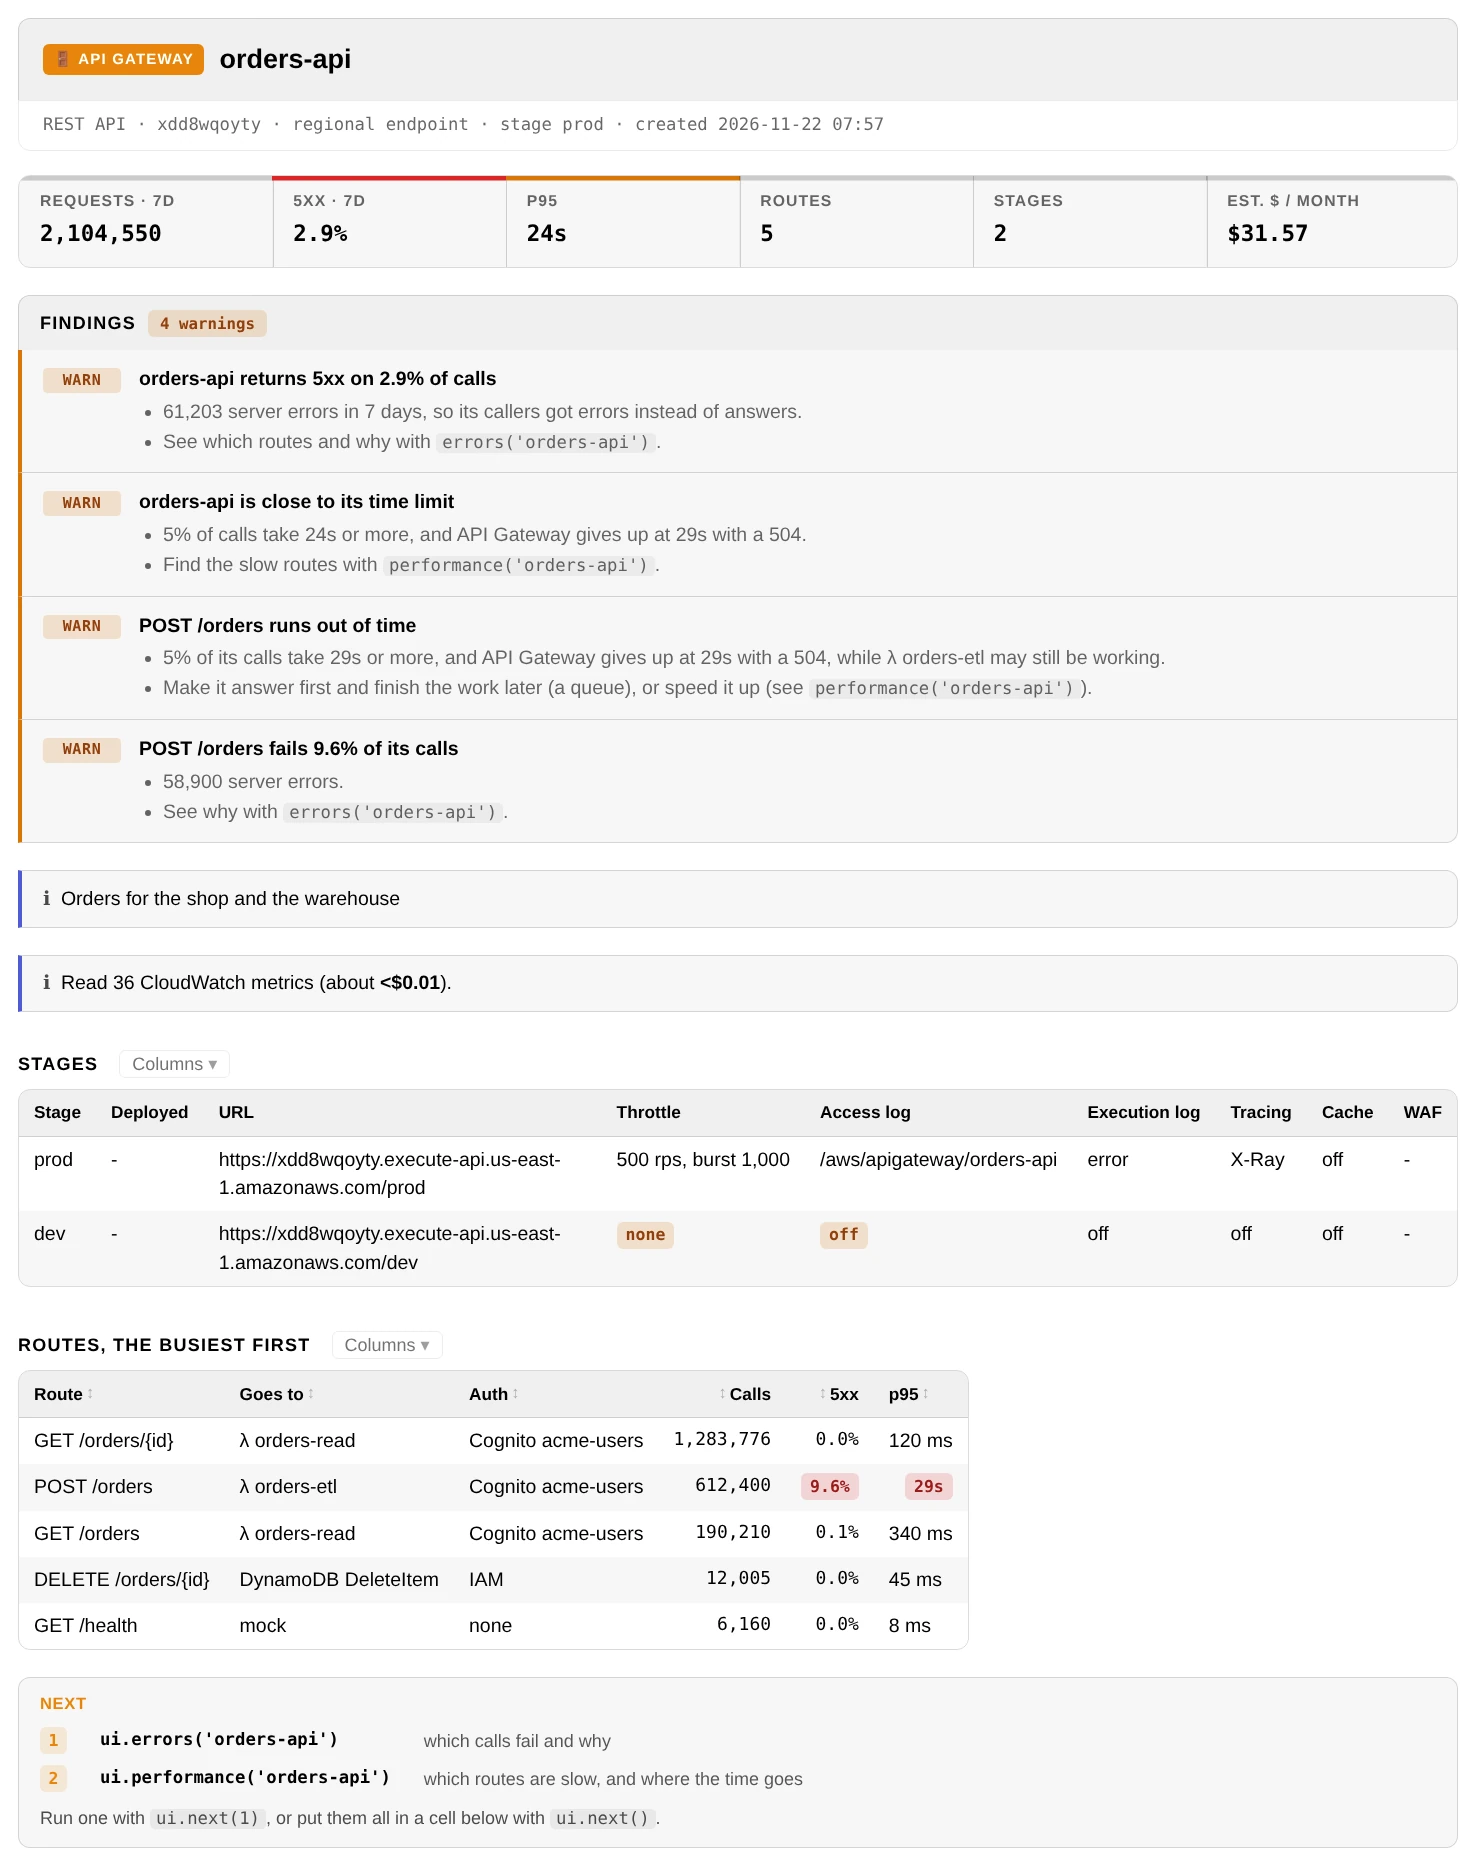 API GATEWAY orders-api
REST API · xdd8wqoyty · regional endpoint · stage prod · created 2026-11-22 07:57
REQUESTS · 7D
2,104,550
5XX · 7D
2.9%
P95
24s
ROUTES
5
STAGES
2
EST. $ / MONTH
$31.57
FINDINGS 4 warnings
WARN orders-api returns 5xx on 2.9% of calls
• 61,203 server errors in 7 days, so its callers got errors instead of answers.
• See which routes and why with errors('orders-api').
WARN orders-api is close to its time limit
• 5% of calls take 24s or more, and API Gateway gives up at 29s with a 504.
• Find the slow routes with performance('orders-api').
WARN POST /orders runs out of time
• 5% of its calls take 29s or more, and API Gateway gives up at 29s with a 504, while λ orders-etl may still be working.
• Make it answer first and finish the work later (a queue), or speed it up (see performance('orders-api')).
WARN POST /orders fails 9.6% of its calls
• 58,900 server errors.
• See why with errors('orders-api').
ℹ Orders for the shop and the warehouse
ℹ Read 36 CloudWatch metrics (about <$0.01).
STAGES Columns ▾
Stage Deployed URL Throttle Access log Execution log Tracing Cache WAF
prod - https://xdd8wqoyty.execute-api.us-east- 500 rps, burst 1,000 /aws/apigateway/orders-api error X-Ray off -
1.amazonaws.com/prod
dev - https://xdd8wqoyty.execute-api.us-east- none off off off off -
1.amazonaws.com/dev
ROUTES, THE BUSIEST FIRST Columns ▾
Route ↕ Goes to ↕ Auth ↕ ↕ Calls ↕ 5xx p95 ↕
GET /orders/{id} λ orders-read Cognito acme-users 1,283,776 0.0% 120 ms
POST /orders λ orders-etl Cognito acme-users 612,400 9.6% 29s
GET /orders λ orders-read Cognito acme-users 190,210 0.1% 340 ms
DELETE /orders/{id} DynamoDB DeleteItem IAM 12,005 0.0% 45 ms
GET /health mock none 6,160 0.0% 8 ms
NEXT
1 ui.errors('orders-api') which calls fail and why
2 ui.performance('orders-api') which routes are slow, and where the time goes
Run one with ui.next(1), or put them all in a cell below with ui.next().